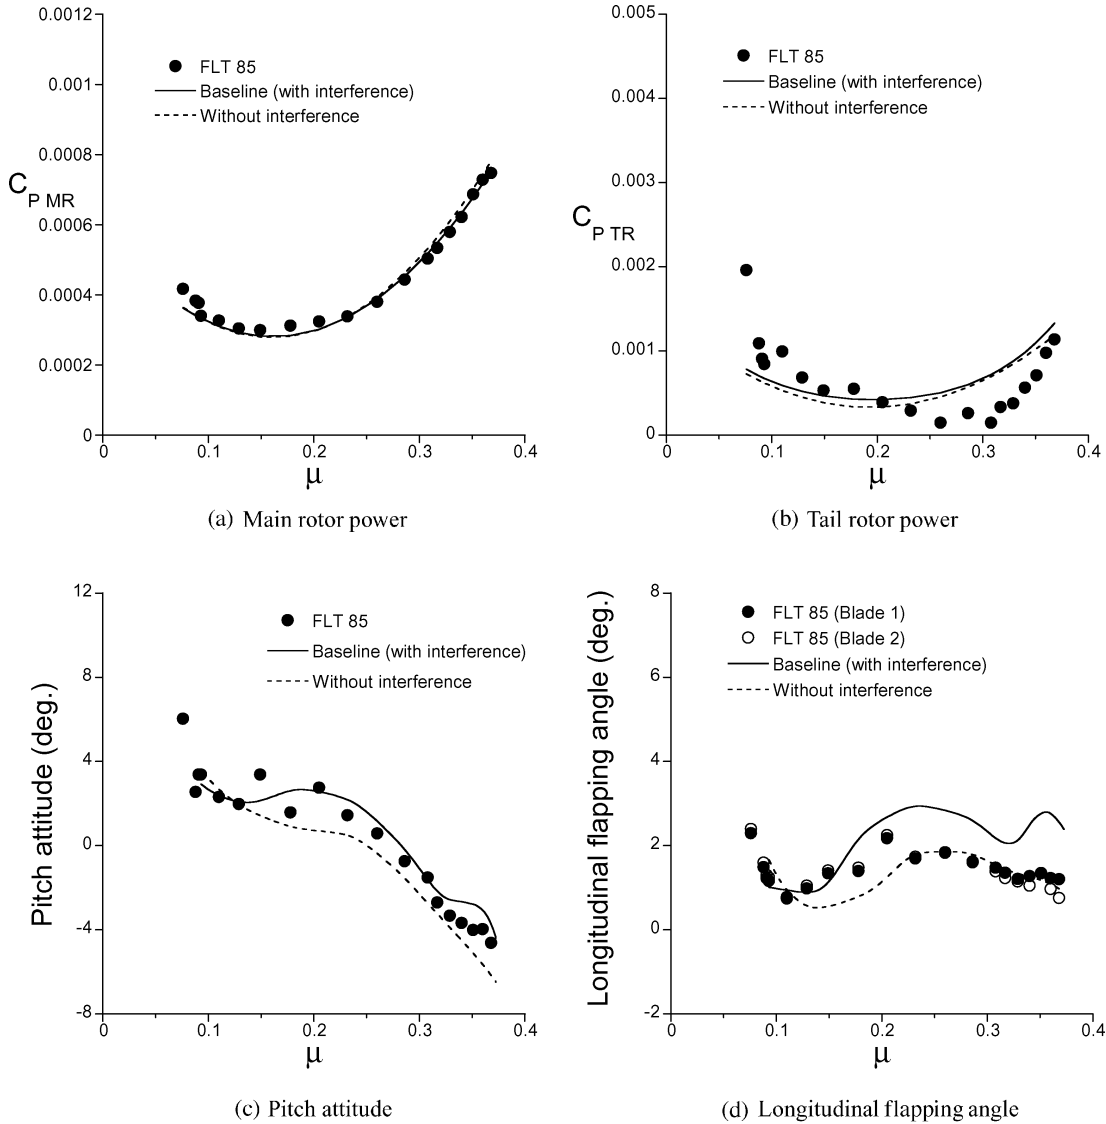 0.0012
0.001
0.0008
0.0006
0.0004
0.0002
0
C P MR
FLT 85
Baseline (with interference)
Without interference
0 0.1 0.2 0.3 0.4
μ
(a) Main rotor power
0.005
0.004
0.003
0.002
0.001
0
C P TR
FLT 85
Baseline (with interference)
Without interference
0 0.1 0.2 0.3 0.4
μ
(b) Tail rotor power
12
8
4
0
-4
-8
Pitch attitude (deg.)
FLT 85
Baseline (with interference)
Without interference
0 0.1 0.2 0.3 0.4
μ
(c) Pitch attitude
8
6
4
2
0
-2
Longitudinal flapping angle (deg.)
FLT 85 (Blade 1)
FLT 85 (Blade 2)
Baseline (with interference)
Without interference
0 0.1 0.2 0.3 0.4
μ
(d) Longitudinal flapping angle